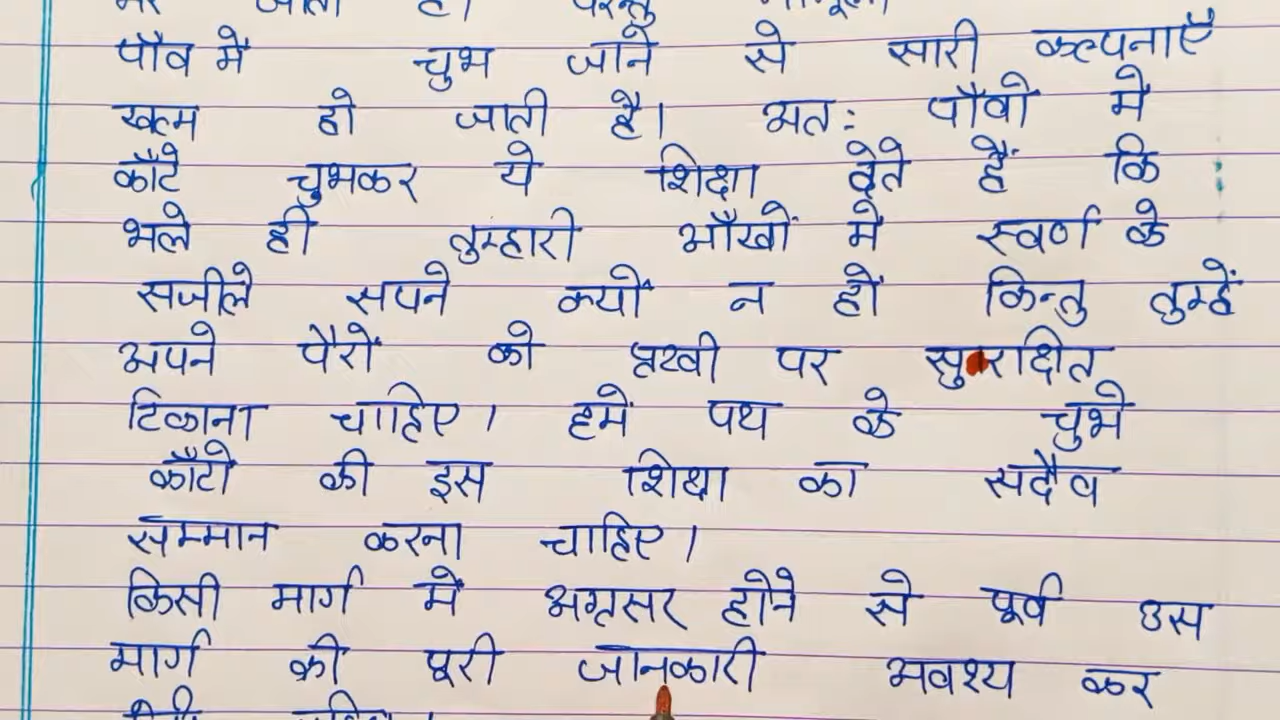 पाँव में चुभ जाने से सारी कल्पनाएँ
खत्म हो जाती है। अतः पाँवो में
काँटे चुभकर ये शिक्षा देते हैं कि
भले ही तुम्हारी आँखों में स्वर्ण के
सजीले सपने क्यों न हों किन्तु तुम्हें
अपने पैरों को पृथ्वी पर सुरक्षित
टिकाना चाहिए। हमें पथ के चुभे
काँटो की इस शिक्षा का सदैव
सम्मान करना चाहिए।
किसी मार्ग में अग्रसर होने से पूर्व उस
मार्ग की पूरी जानकारी अवश्य कर